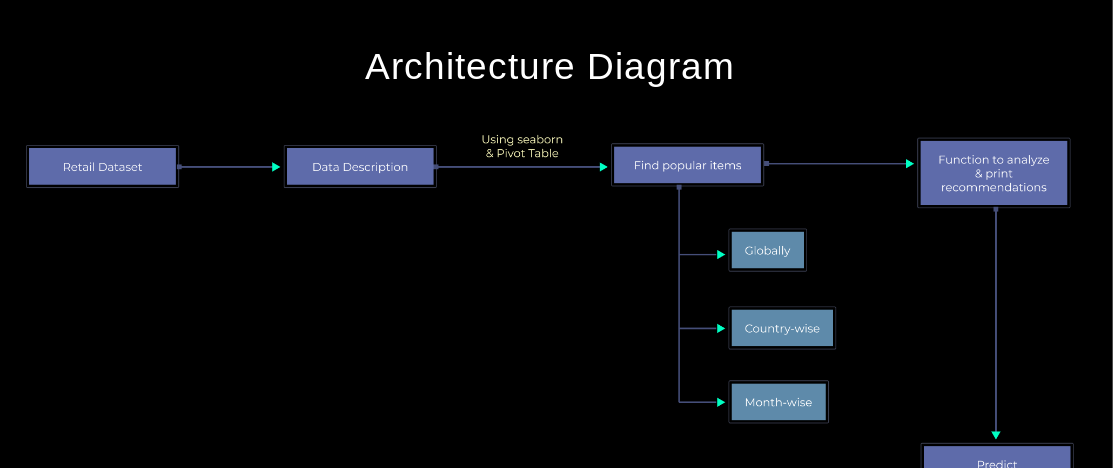 Architecture Diagram
Using seaborn
& Pivot Table
Retail Dataset
Data Description
Find popular items
Function to analyze
& print
recommendations
Globally
Country-wise
Month-wise
Predict